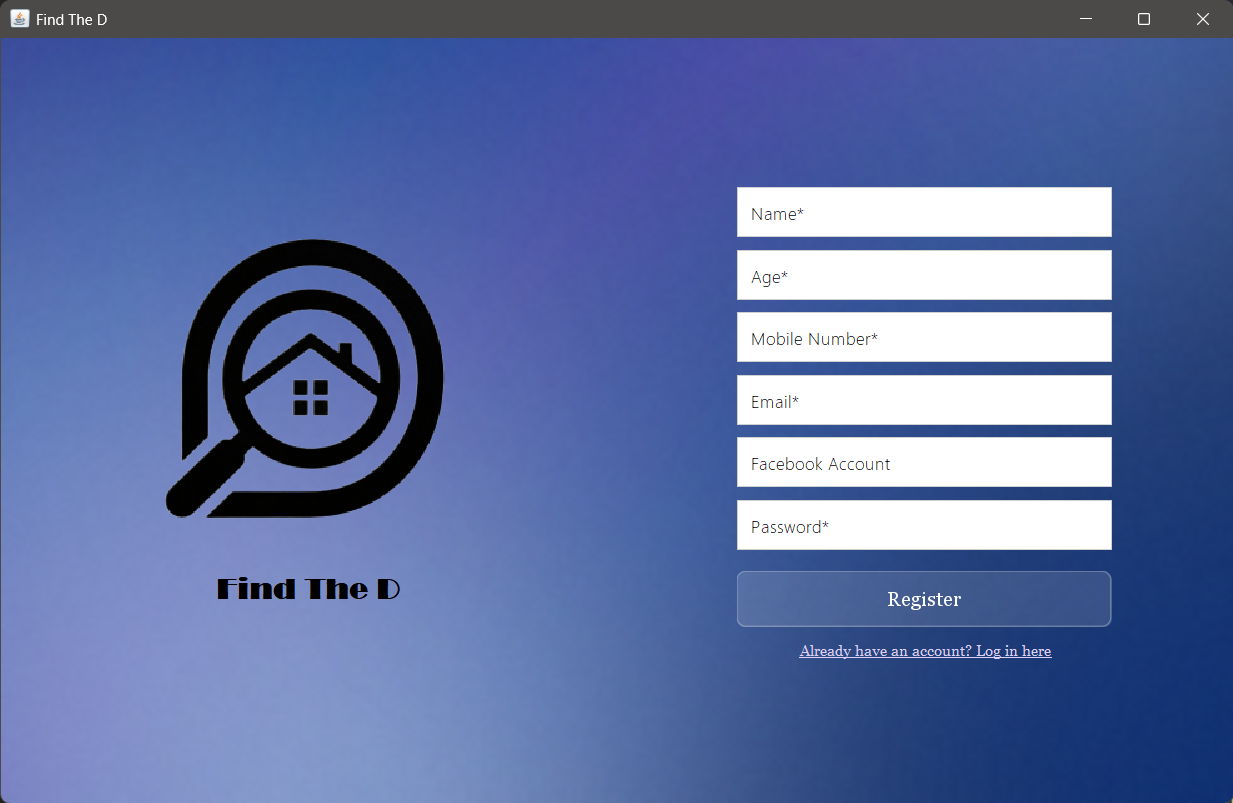 Find The D
Name*
Age*
Mobile Number*
Email*
Facebook Account
Password*
Register
Already have an account? Log in here
Find The D